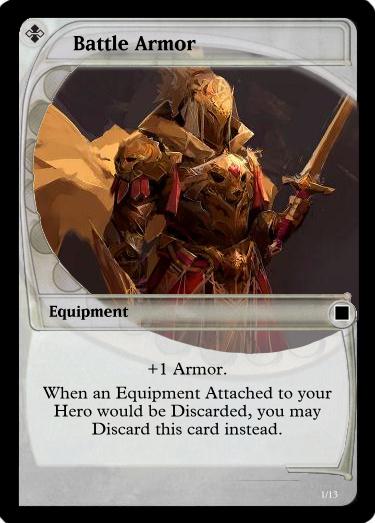 Battle Armor
Equipment
+1 Armor.
When an Equipment Attached to your
Hero would be Discarded, you may
Discard this card instead.
1/13